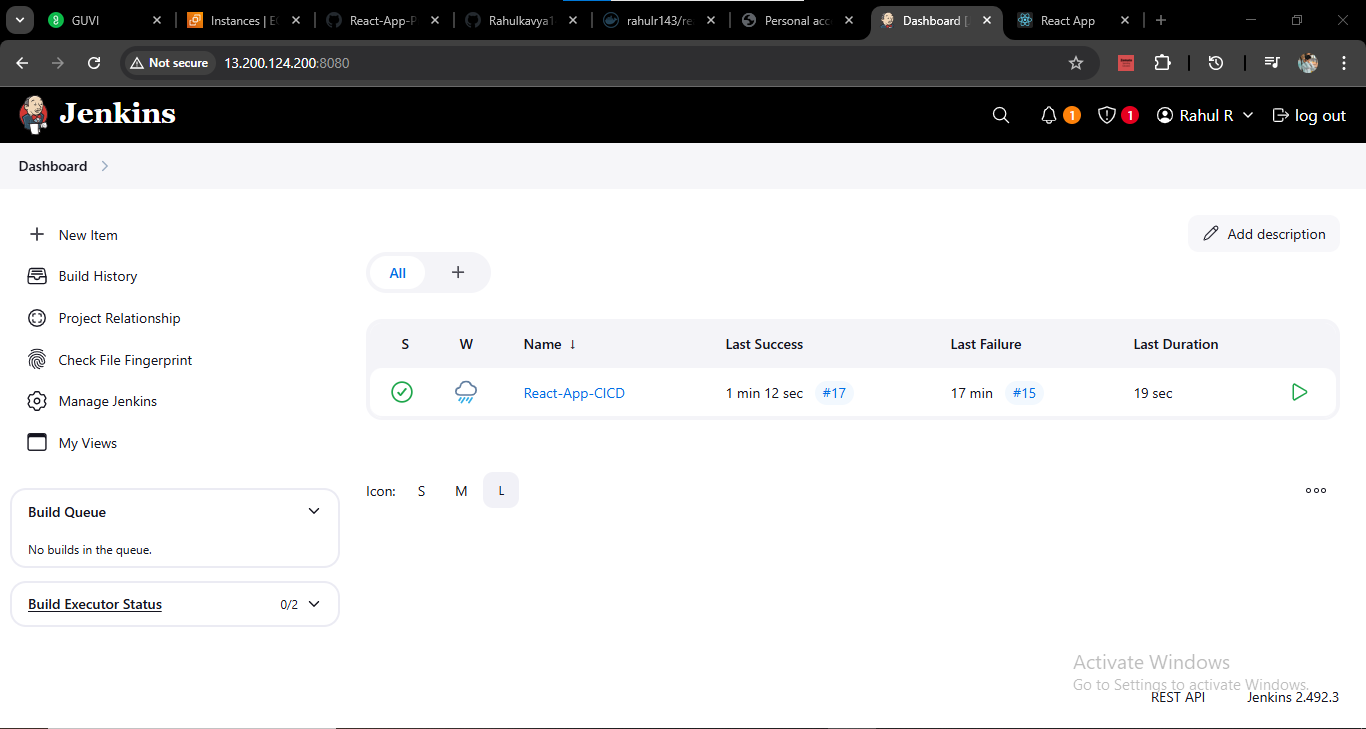 GUVI
Instances | EC
React-App-P
Rahulkavya1
rahulr143/re
Personal acc
Dashboard [
React App
Not secure
13.200.124.200:8080
Jenkins
1
1
Rahul R
log out
Dashboard
New Item
Build History
Project Relationship
Check File Fingerprint
Manage Jenkins
My Views
Build Queue
No builds in the queue.
Build Executor Status 0/2
Add description
All +
S W Name ↓ Last Success Last Failure Last Duration
React-App-CICD 1 min 12 sec #17 17 min #15 19 sec
Icon: S M L
Activate Windows
Go to Settings to activate Windows.
REST API Jenkins 2.492.3